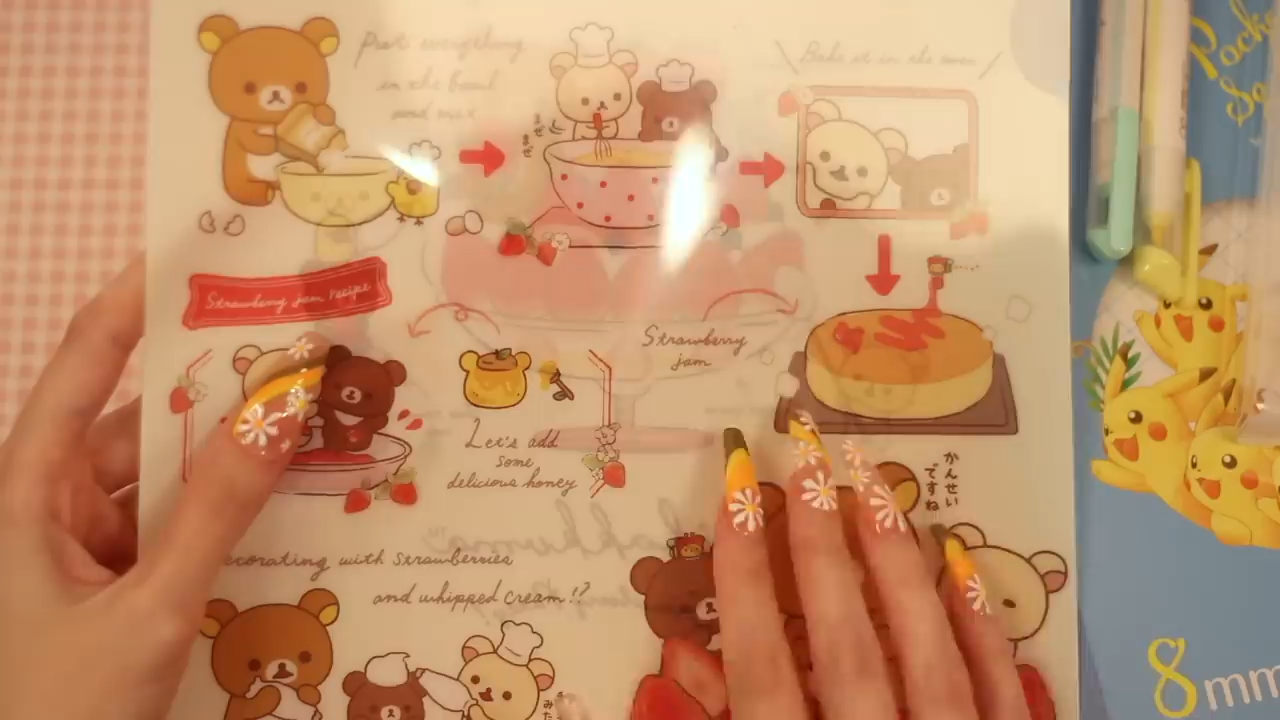 Put everything
in the bowl
and mix
まぜ
まぜ
Bake it in the oven
Strawberry jam recipe
Strawberry
jam
Let's add
some
delicious honey
かんせい
ですね
ecorating with strawberries
and whipped cream!?
みた
8mm